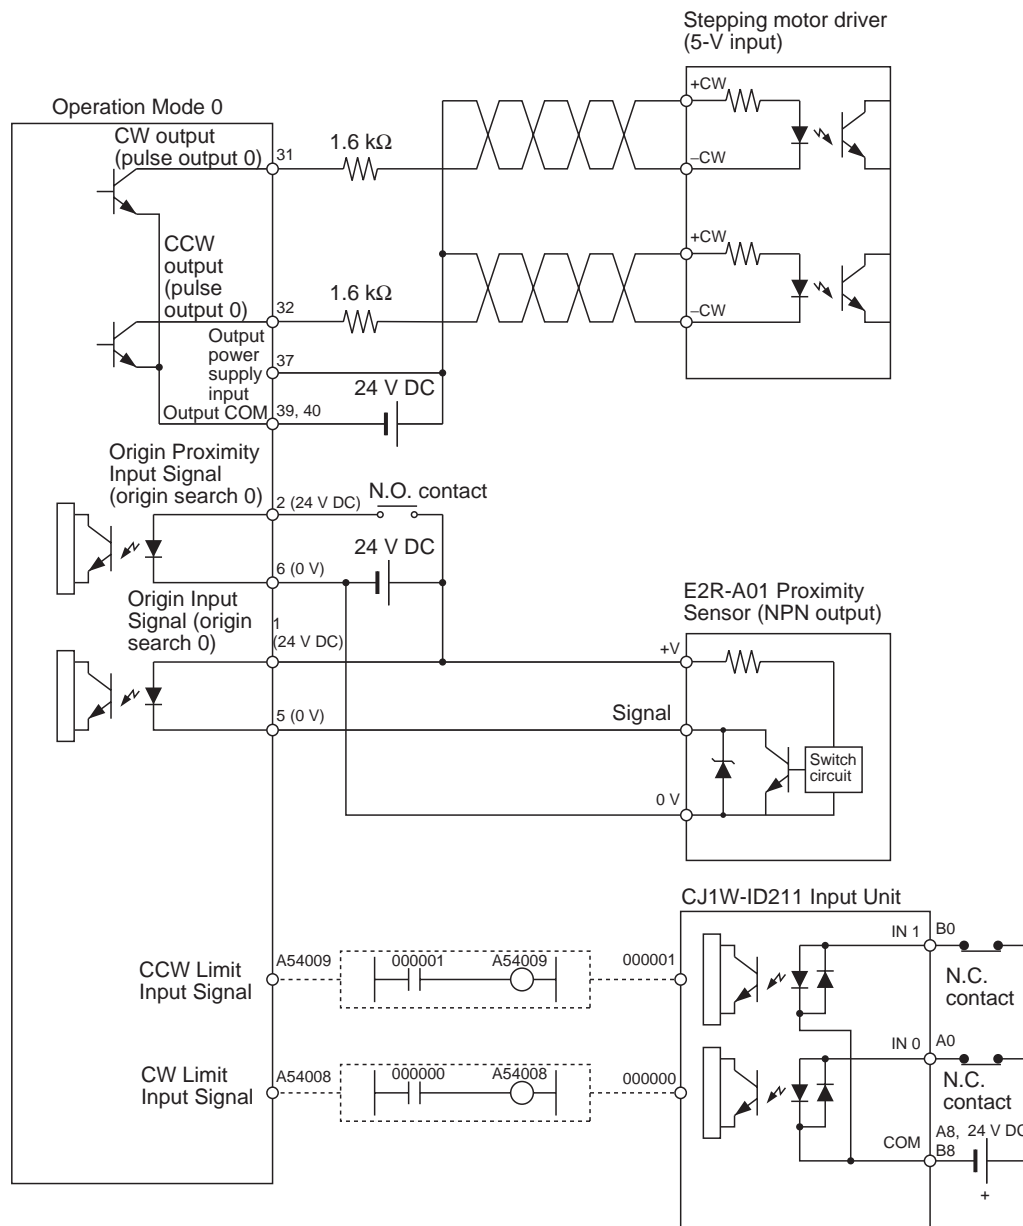 Stepping motor driver
(5-V input)
Operation Mode 0
CW output
(pulse output 0)
31
1.6 kΩ
+CW
–CW
CCW
output
(pulse
output 0)
32
1.6 kΩ
+CW
–CW
Output
power
supply
input
37
24 V DC
Output COM
39, 40
Origin Proximity
Input Signal
(origin search 0)
2 (24 V DC)
N.O. contact
24 V DC
6 (0 V)
Origin Input
Signal (origin
search 0)
1
(24 V DC)
5 (0 V)
E2R-A01 Proximity
Sensor (NPN output)
+V
Signal
Switch
circuit
0 V
CJ1W-ID211 Input Unit
CCW Limit
Input Signal
A54009
000001
A54009
000001
IN 1
B0
N.C.
contact
CW Limit
Input Signal
A54008
000000
A54008
000000
IN 0
A0
N.C.
contact
COM
A8,
B8
24 V DC
+